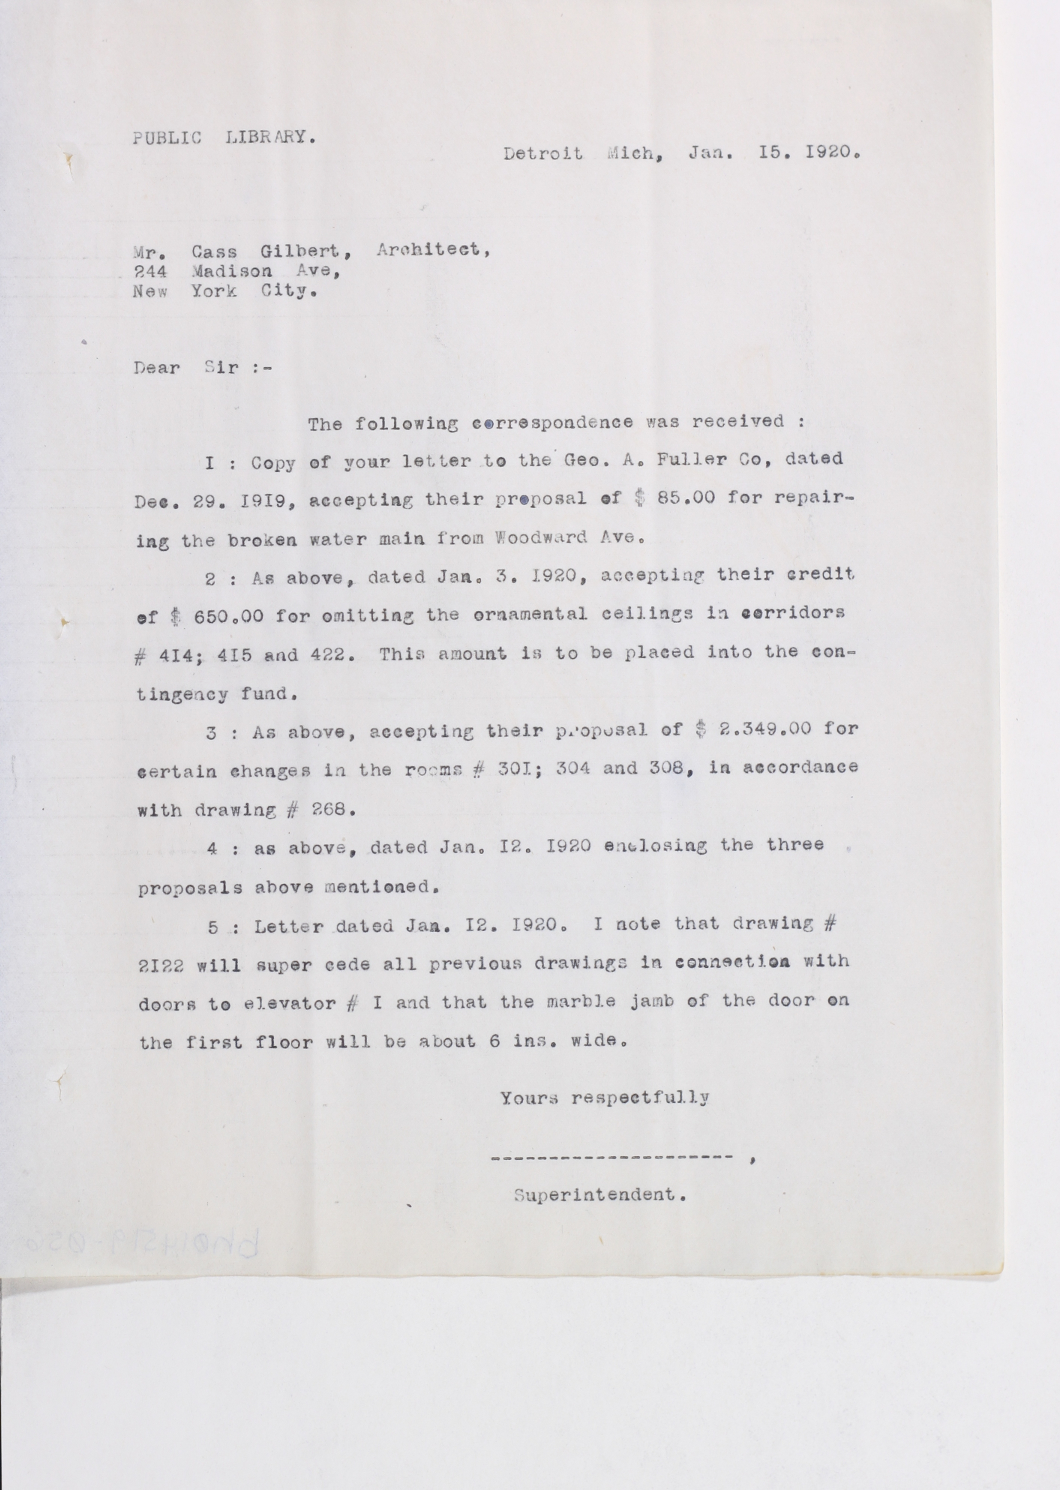 PUBLIC LIBRARY.
Detroit Mich, Jan. I5. I920.
Mr. Cass Gilbert, Architect,
244 Madison Ave,
New York City.
Dear Sir :-
The following correspondence was received :
I : Copy of your letter to the Geo. A. Fuller Co, dated
Dec. 29. I9I9, accepting their proposal of $ 85.00 for repair-
ing the broken water main from Woodward Ave.
2 : As above, dated Jan. 3. I920, accepting their credit
of $ 650.00 for omitting the ornamental ceilings in corridors
# 4I4; 4I5 and 422. This amount is to be placed into the con-
tingency fund.
3 : As above, accepting their proposal of $ 2.349.00 for
certain changes in the rooms # 30I; 304 and 308, in accordance
with drawing # 268.
4 : as above, dated Jan. I2. I920 enclosing the three
proposals above mentioned.
5 : Letter dated Jan. I2. I920. I note that drawing #
2I22 will super cede all previous drawings in connection with
doors to elevator # I and that the marble jamb of the door on
the first floor will be about 6 ins. wide.
Yours respectfully
--------------------- ,
Superintendent.